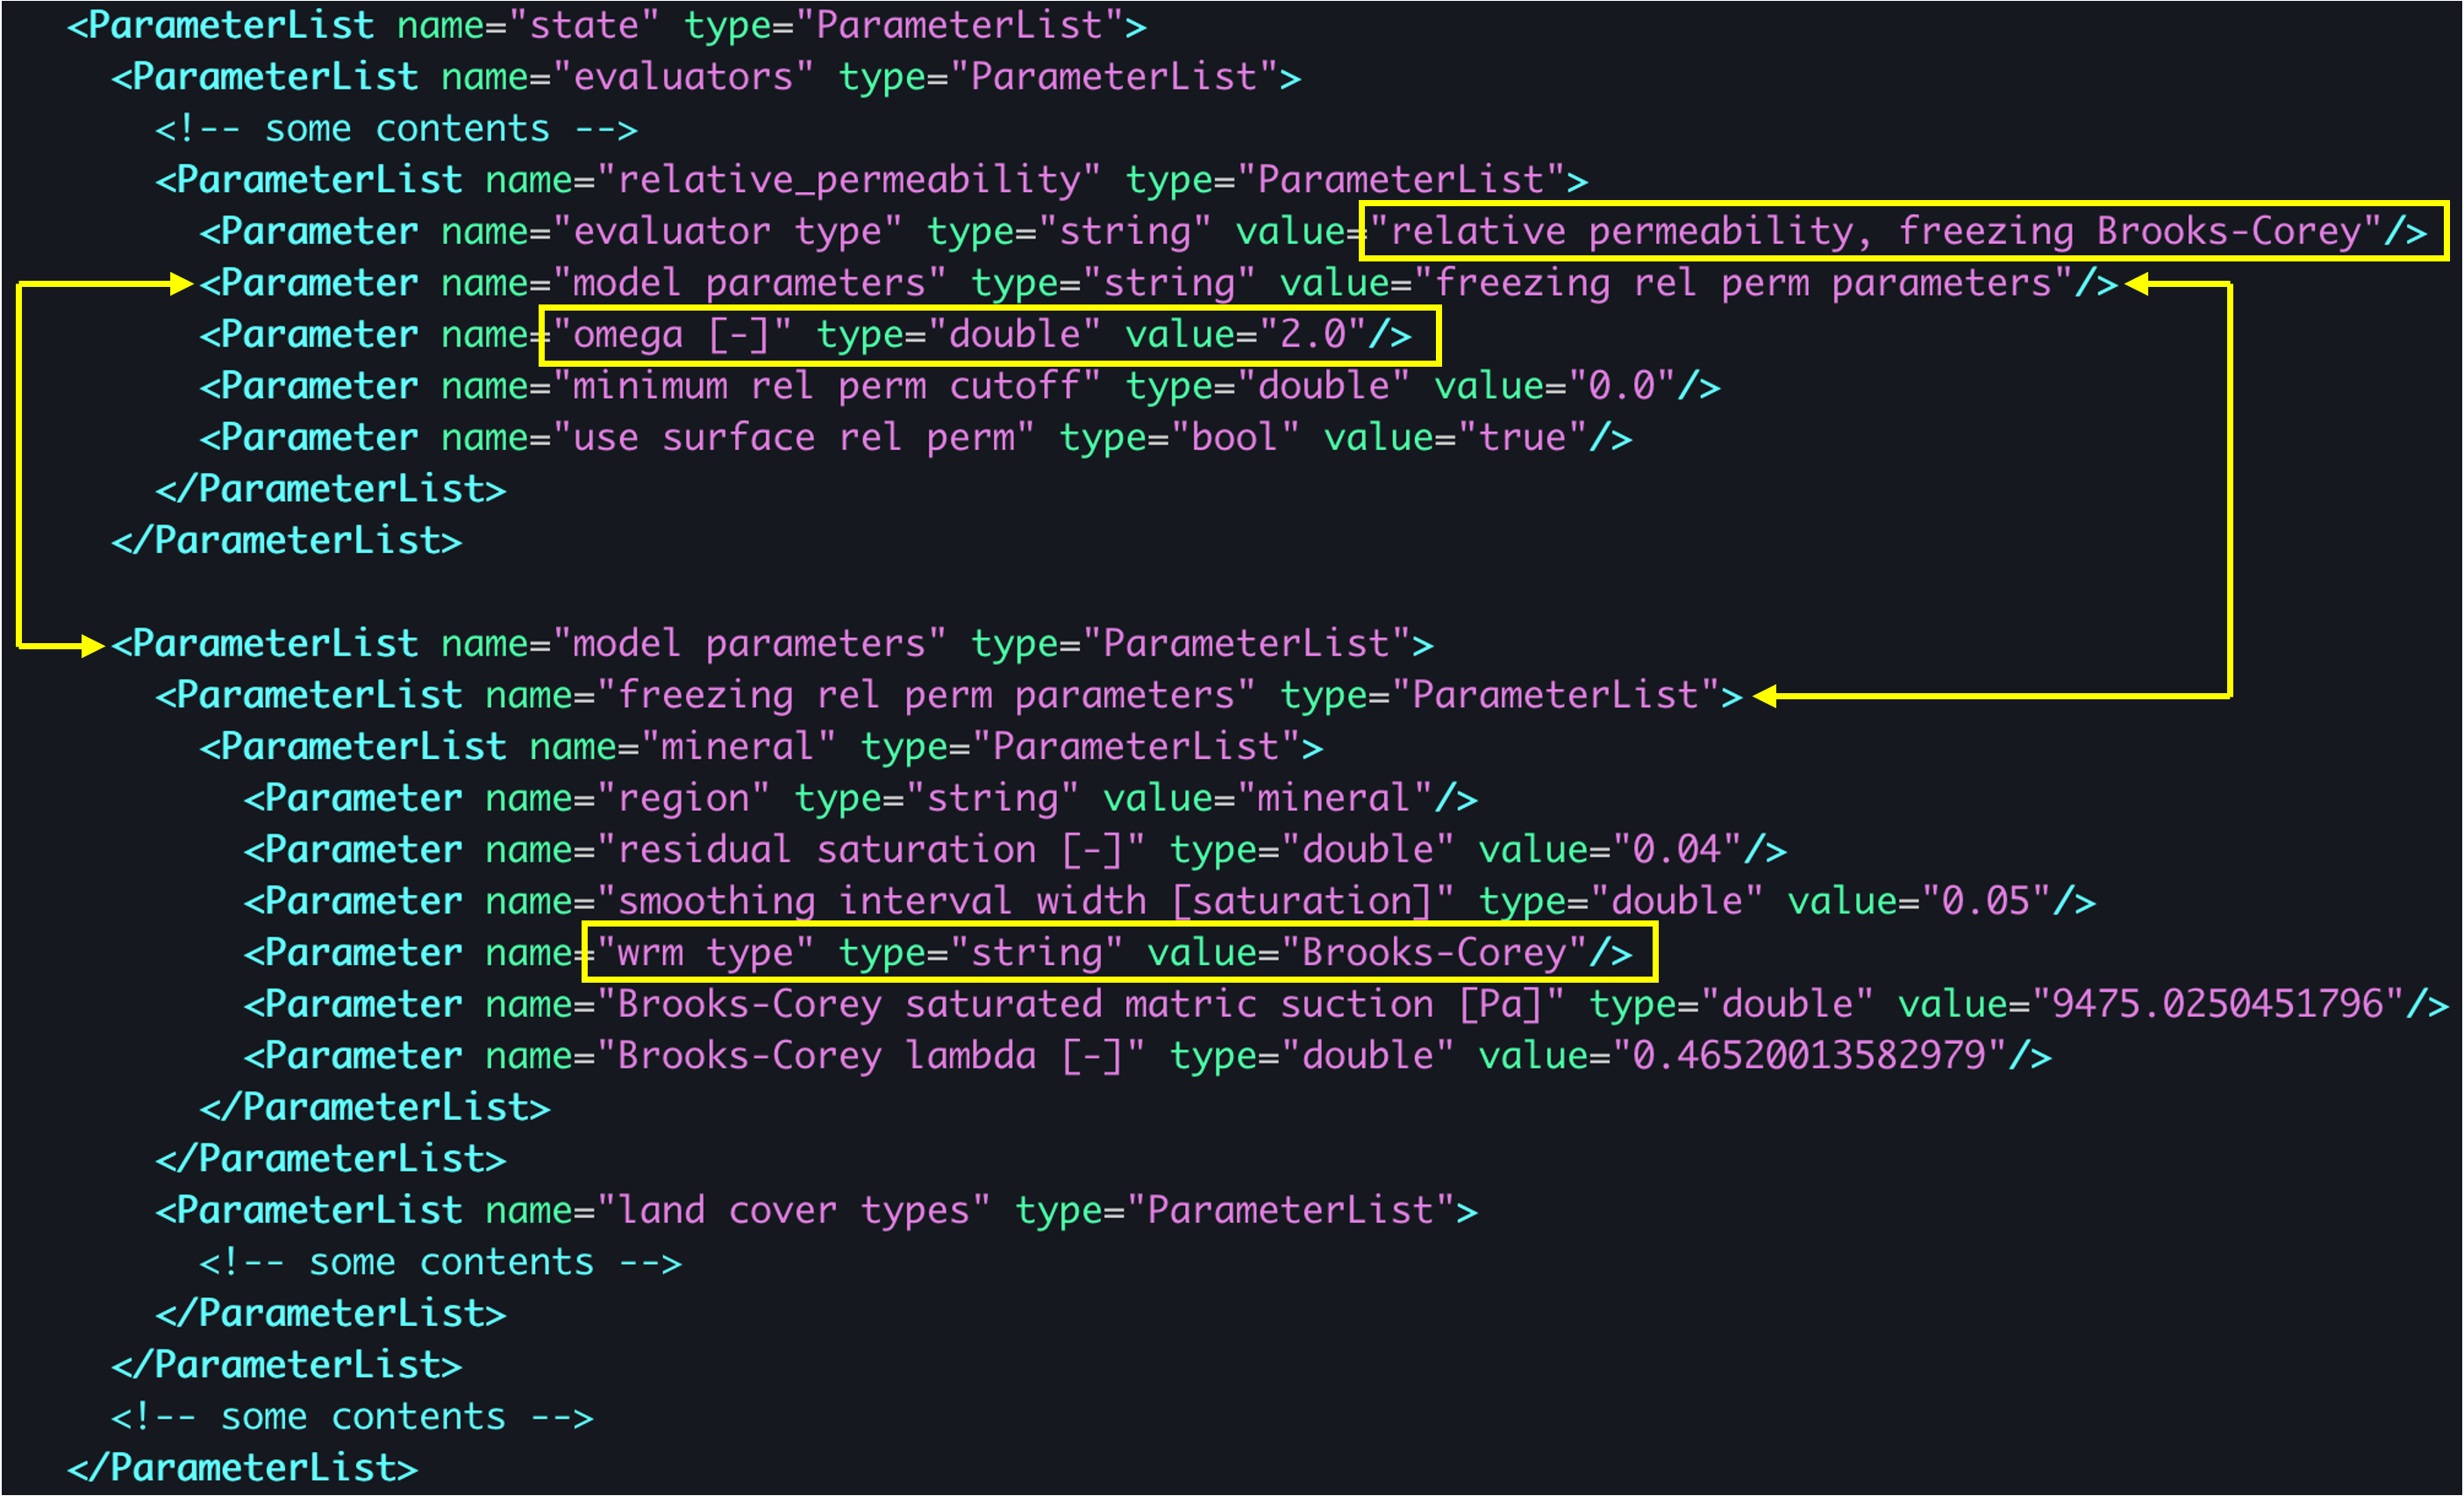 <ParameterList name="state" type="ParameterList">
<ParameterList name="evaluators" type="ParameterList">
<!-- some contents -->
<ParameterList name="relative_permeability" type="ParameterList">
<Parameter name="evaluator type" type="string" value="relative permeability, freezing Brooks-Corey"/>
<Parameter name="model parameters" type="string" value="freezing rel perm parameters"/>
<Parameter name="omega [-]" type="double" value="2.0"/>
<Parameter name="minimum rel perm cutoff" type="double" value="0.0"/>
<Parameter name="use surface rel perm" type="bool" value="true"/>
</ParameterList>
</ParameterList>
<ParameterList name="model parameters" type="ParameterList">
<ParameterList name="freezing rel perm parameters" type="ParameterList">
<ParameterList name="mineral" type="ParameterList">
<Parameter name="region" type="string" value="mineral"/>
<Parameter name="residual saturation [-]" type="double" value="0.04"/>
<Parameter name="smoothing interval width [saturation]" type="double" value="0.05"/>
<Parameter name="wrm type" type="string" value="Brooks-Corey"/>
<Parameter name="Brooks-Corey saturated matric suction [Pa]" type="double" value="9475.0250451796"/>
<Parameter name="Brooks-Corey lambda [-]" type="double" value="0.46520013582979"/>
</ParameterList>
</ParameterList>
<ParameterList name="land cover types" type="ParameterList">
<!-- some contents -->
</ParameterList>
</ParameterList>
<!-- some contents -->
</ParameterList>